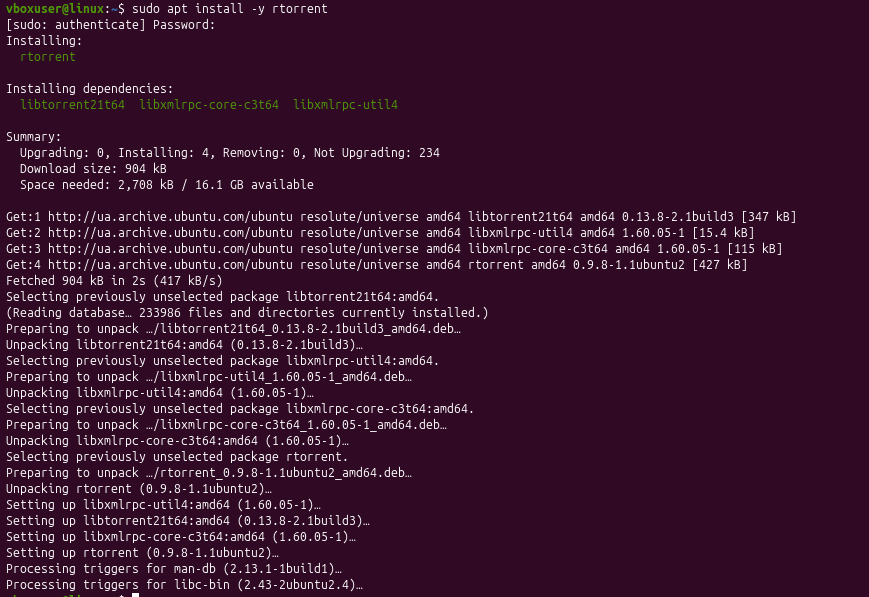 vboxuser@linux:~$ sudo apt install -y rtorrent
[sudo: authenticate] Password:
Installing:
  rtorrent

Installing dependencies:
  libtorrent21t64  libxmlrpc-core-c3t64  libxmlrpc-util4

Summary:
  Upgrading: 0, Installing: 4, Removing: 0, Not Upgrading: 234
  Download size: 904 kB
  Space needed: 2,708 kB / 16.1 GB available

Get:1 http://ua.archive.ubuntu.com/ubuntu resolute/universe amd64 libtorrent21t64 amd64 0.13.8-2.1build3 [347 kB]
Get:2 http://ua.archive.ubuntu.com/ubuntu resolute/universe amd64 libxmlrpc-util4 amd64 1.60.05-1 [15.4 kB]
Get:3 http://ua.archive.ubuntu.com/ubuntu resolute/universe amd64 libxmlrpc-core-c3t64 amd64 1.60.05-1 [115 kB]
Get:4 http://ua.archive.ubuntu.com/ubuntu resolute/universe amd64 rtorrent amd64 0.9.8-1.1ubuntu2 [427 kB]
Fetched 904 kB in 2s (417 kB/s)
Selecting previously unselected package libtorrent21t64:amd64.
(Reading database… 233986 files and directories currently installed.)
Preparing to unpack …/libtorrent21t64_0.13.8-2.1build3_amd64.deb…
Unpacking libtorrent21t64:amd64 (0.13.8-2.1build3)…
Selecting previously unselected package libxmlrpc-util4:amd64.
Preparing to unpack …/libxmlrpc-util4_1.60.05-1_amd64.deb…
Unpacking libxmlrpc-util4:amd64 (1.60.05-1)…
Selecting previously unselected package libxmlrpc-core-c3t64:amd64.
Preparing to unpack …/libxmlrpc-core-c3t64_1.60.05-1_amd64.deb…
Unpacking libxmlrpc-core-c3t64:amd64 (1.60.05-1)…
Selecting previously unselected package rtorrent.
Preparing to unpack …/rtorrent_0.9.8-1.1ubuntu2_amd64.deb…
Unpacking rtorrent (0.9.8-1.1ubuntu2)…
Setting up libxmlrpc-util4:amd64 (1.60.05-1)…
Setting up libtorrent21t64:amd64 (0.13.8-2.1build3)…
Setting up libxmlrpc-core-c3t64:amd64 (1.60.05-1)…
Setting up rtorrent (0.9.8-1.1ubuntu2)…
Processing triggers for man-db (2.13.1-1build1)…
Processing triggers for libc-bin (2.43-2ubuntu2.4)…